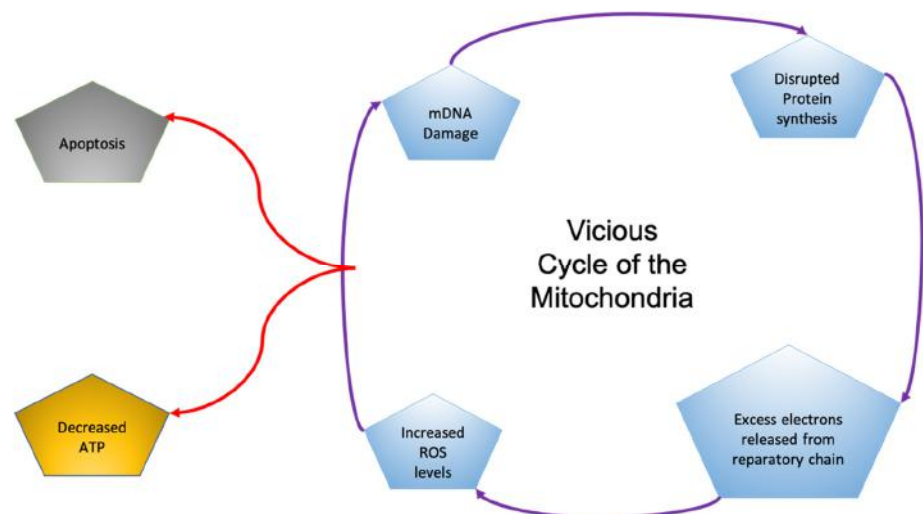 mDNA
Damage
Disrupted
Protein
synthesis
Apoptosis
Vicious
Cycle of the
Mitochondria
Decreased
ATP
Increased
ROS
levels
Excess electrons
released from
reparatory chain